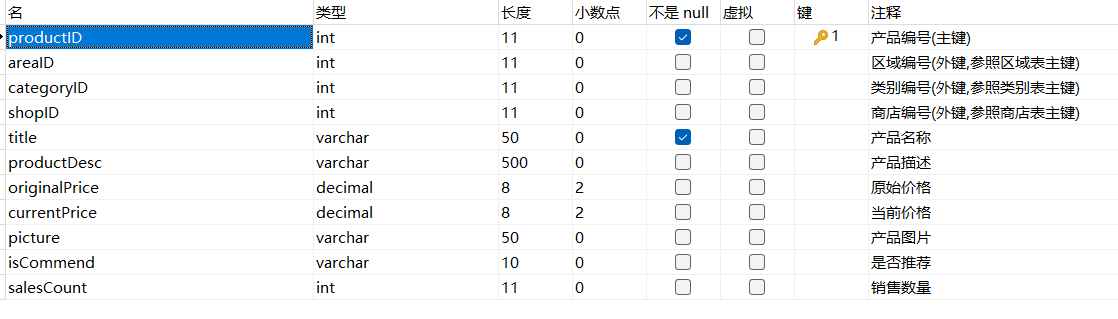 名 类型 长度 小数点 不是 null 虚拟 键 注释
productID int 11 0 1 产品编号(主键)
areaID int 11 0 区域编号(外键,参照区域表主键)
categoryID int 11 0 类别编号(外键,参照类别表主键)
shopID int 11 0 商店编号(外键,参照商店表主键)
title varchar 50 0 产品名称
productDesc varchar 500 0 产品描述
originalPrice decimal 8 2 原始价格
currentPrice decimal 8 2 当前价格
picture varchar 50 0 产品图片
isCommend varchar 10 0 是否推荐
salesCount int 11 0 销售数量